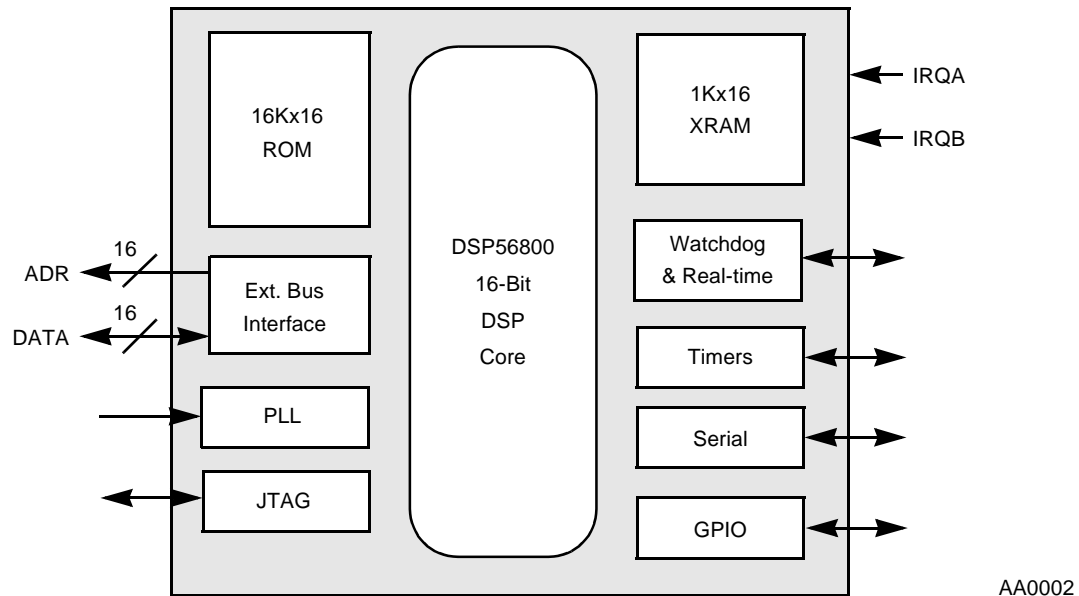 16Kx16
ROM
1Kx16
XRAM
IRQA
IRQB
DSP56800
16-Bit
DSP
Core
16
ADR
16
DATA
Ext. Bus
Interface
PLL
JTAG
Watchdog
& Real-time
Timers
Serial
GPIO
AA0002